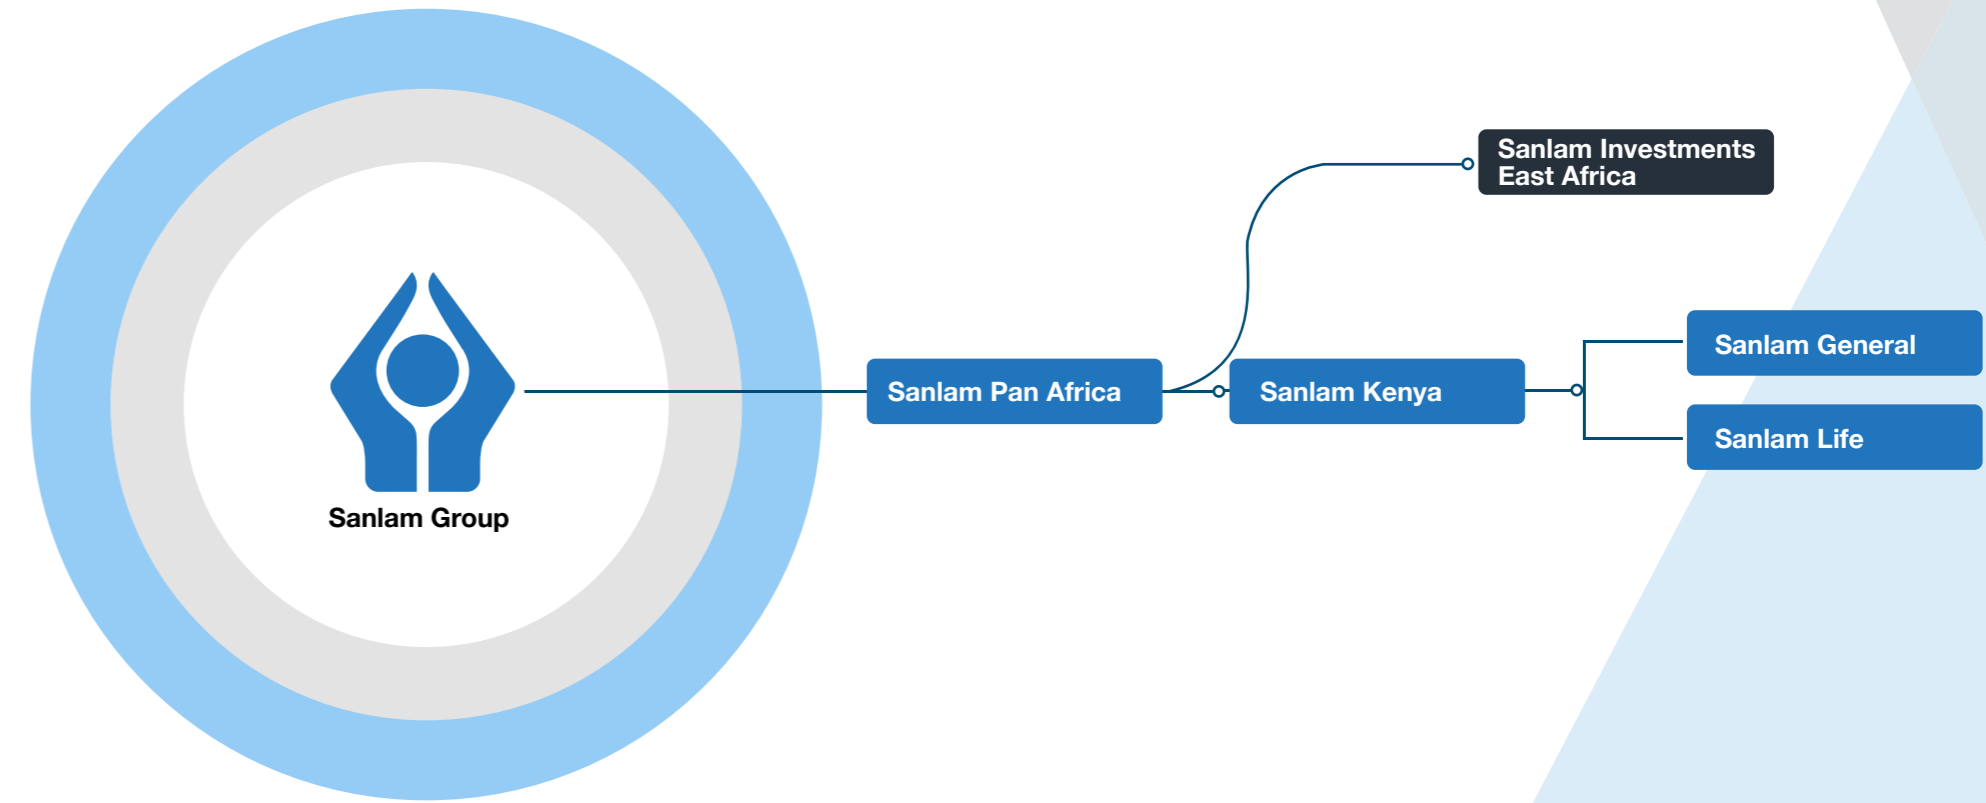 Sanlam Group
Sanlam Pan Africa
Sanlam Investments
East Africa
Sanlam Kenya
Sanlam General
Sanlam Life